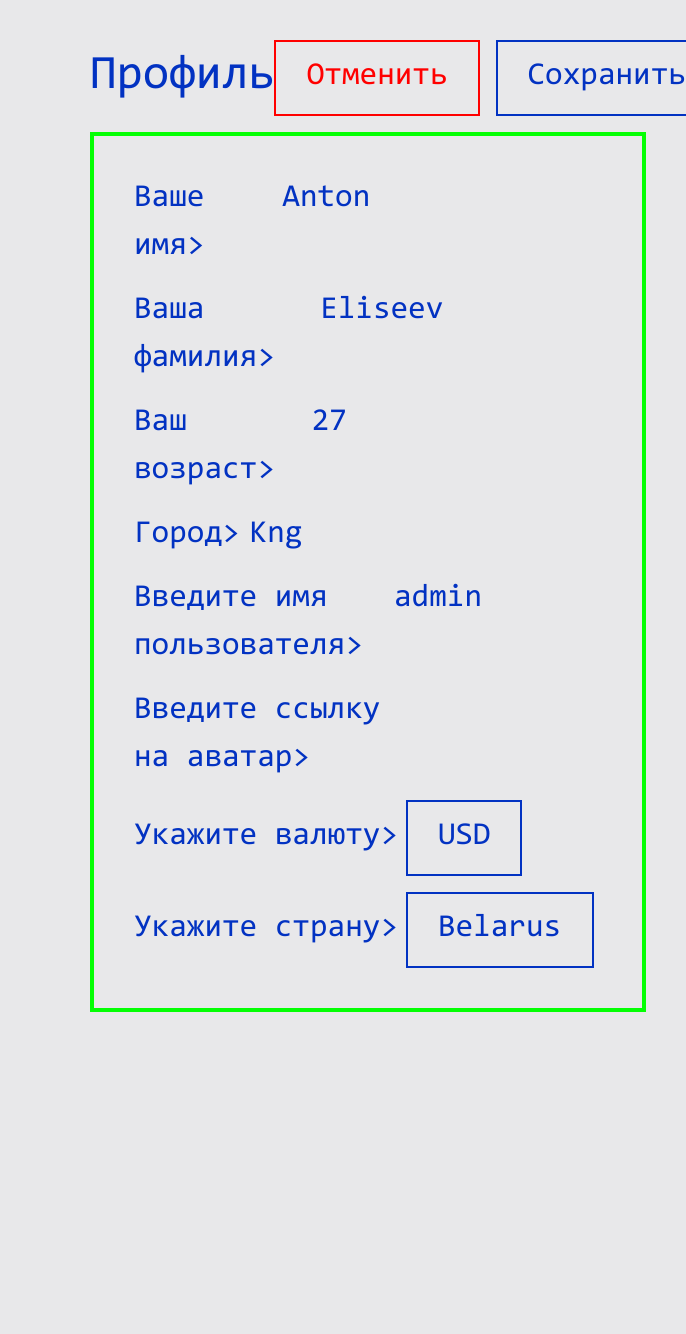 Профиль Отменить Сохранить
Ваше Anton
имя>
Ваша Eliseev
фамилия>
Ваш 27
возраст>
Город> Kng
Введите имя admin
пользователя>
Введите ссылку
на аватар>
Укажите валюту> USD
Укажите страну> Belarus